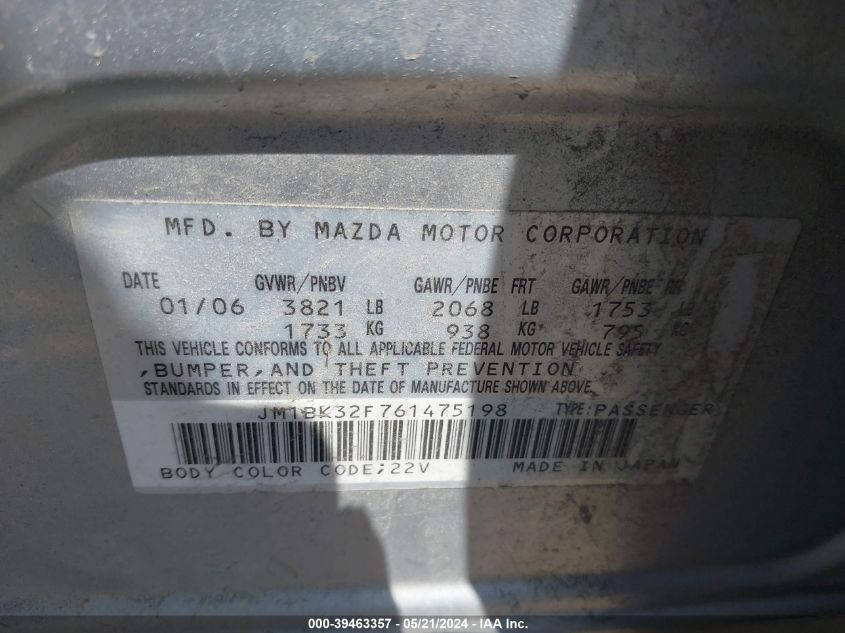 MFD. BY MAZDA MOTOR CORPORATION
DATE GVWR/PNBV GAWR/PNBE FRT GAWR/PNBE RR
01/06 3821 LB 2068 LB 1753 LB
1733 KG 938 KG 795 KG
THIS VEHICLE CONFORMS TO ALL APPLICABLE FEDERAL MOTOR VEHICLE SAFETY
,BUMPER,AND THEFT PREVENTION
STANDARDS IN EFFECT ON THE DATE OF MANUFACTURE SHOWN ABOVE.
JM1BK32F761475198 TYPE:PASSENGER
BODY COLOR CODE;22V MADE IN JAPAN
000-39463357 - 05/21/2024 - IAA Inc.